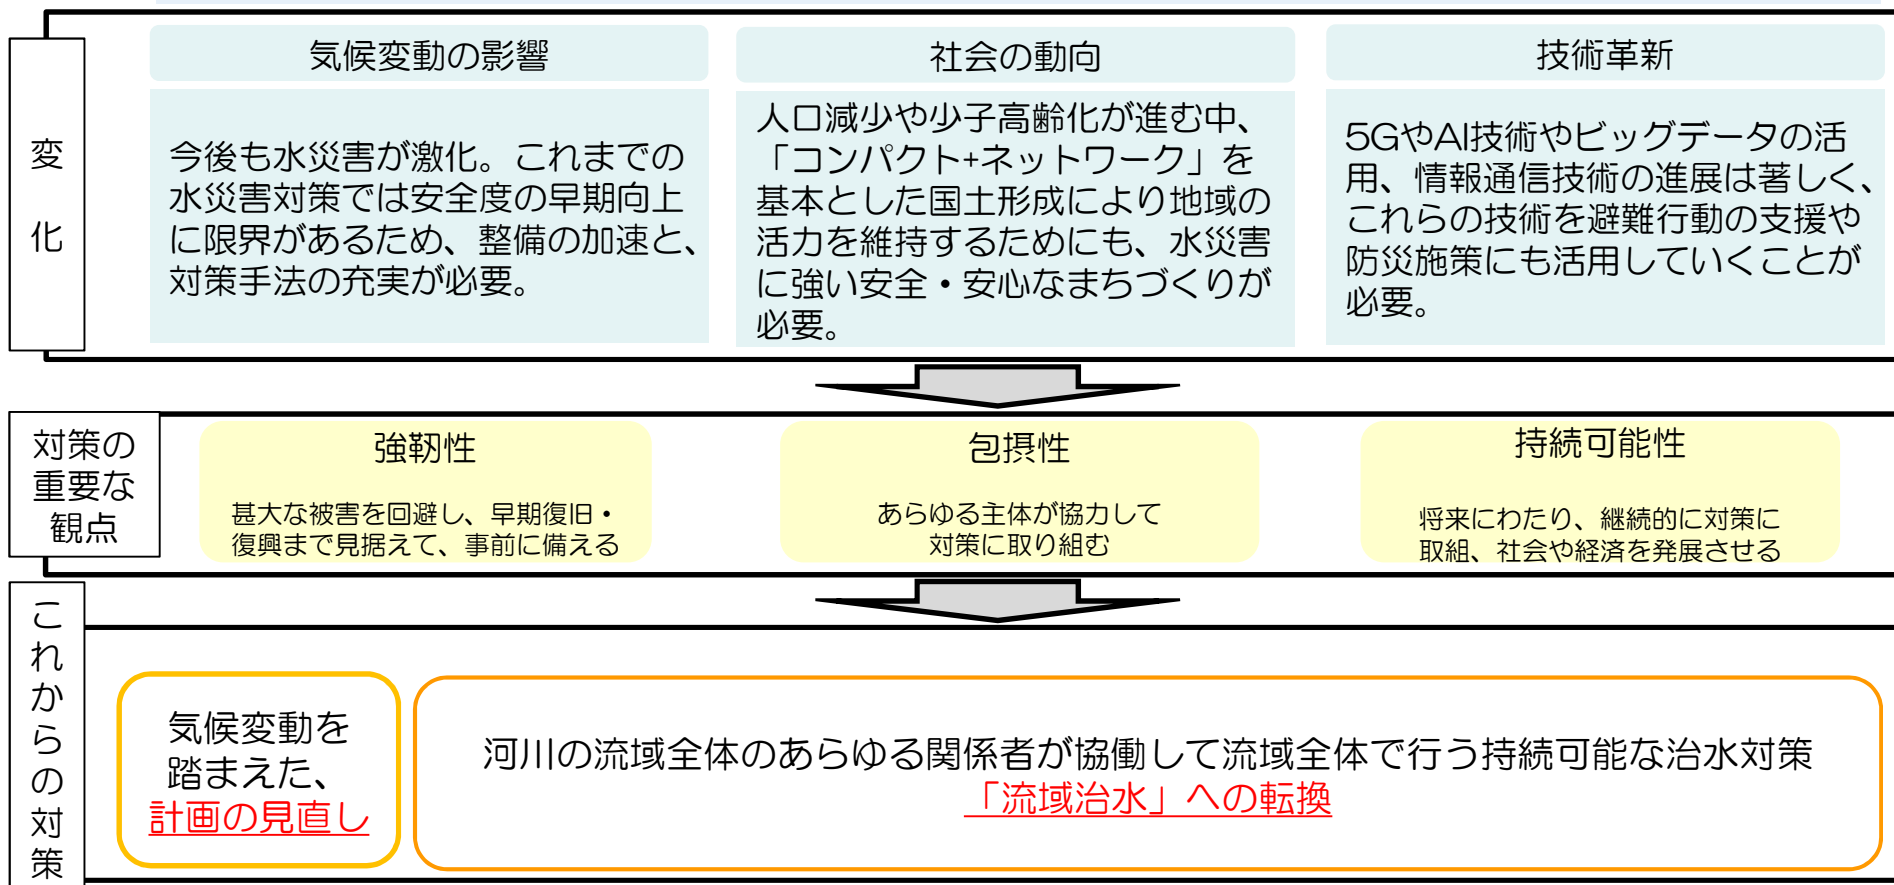 変化
気候変動の影響
今後も水災害が激化。これまでの
水災害対策では安全度の早期向上
に限界があるため、整備の加速と、
対策手法の充実が必要。
社会の動向
人口減少や少子高齢化が進む中、
「コンパクト+ネットワーク」を
基本とした国土形成により地域の
活力を維持するためにも、水災害
に強い安全・安心なまちづくりが
必要。
技術革新
5GやAI技術やビッグデータの活
用、情報通信技術の進展は著しく、
これらの技術を避難行動の支援や
防災施策にも活用していくことが
必要。
対策の
重要な
観点
強靭性
甚大な被害を回避し、早期復旧・
復興まで見据えて、事前に備える
包摂性
あらゆる主体が協力して
対策に取り組む
持続可能性
将来にわたり、継続的に対策に
取組、社会や経済を発展させる
これからの対策
気候変動を
踏まえた、
計画の見直し
河川の流域全体のあらゆる関係者が協働して流域全体で行う持続可能な治水対策
「流域治水」への転換